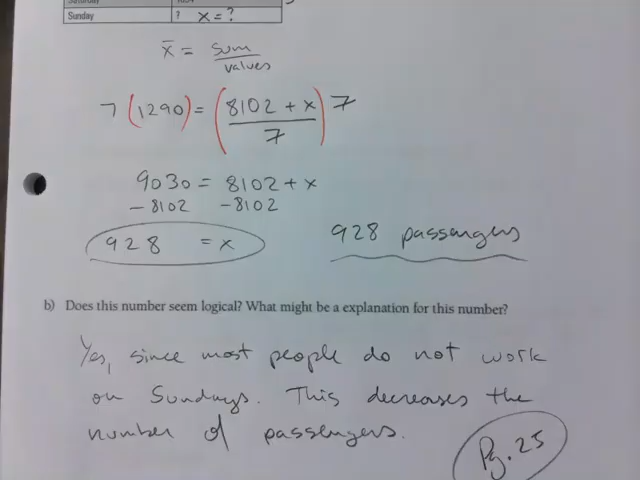 Sunday ? x = ?
x̄ = sum / values
7 (1290) = (8102 + x / 7) 7
9030 = 8102 + x
- 8102 - 8102
928 = x
928 passengers
b) Does this number seem logical? What might be a explanation for this number?
Yes, since most people do not work
on Sundays. This decreases the
number of passengers.
Pg. 25